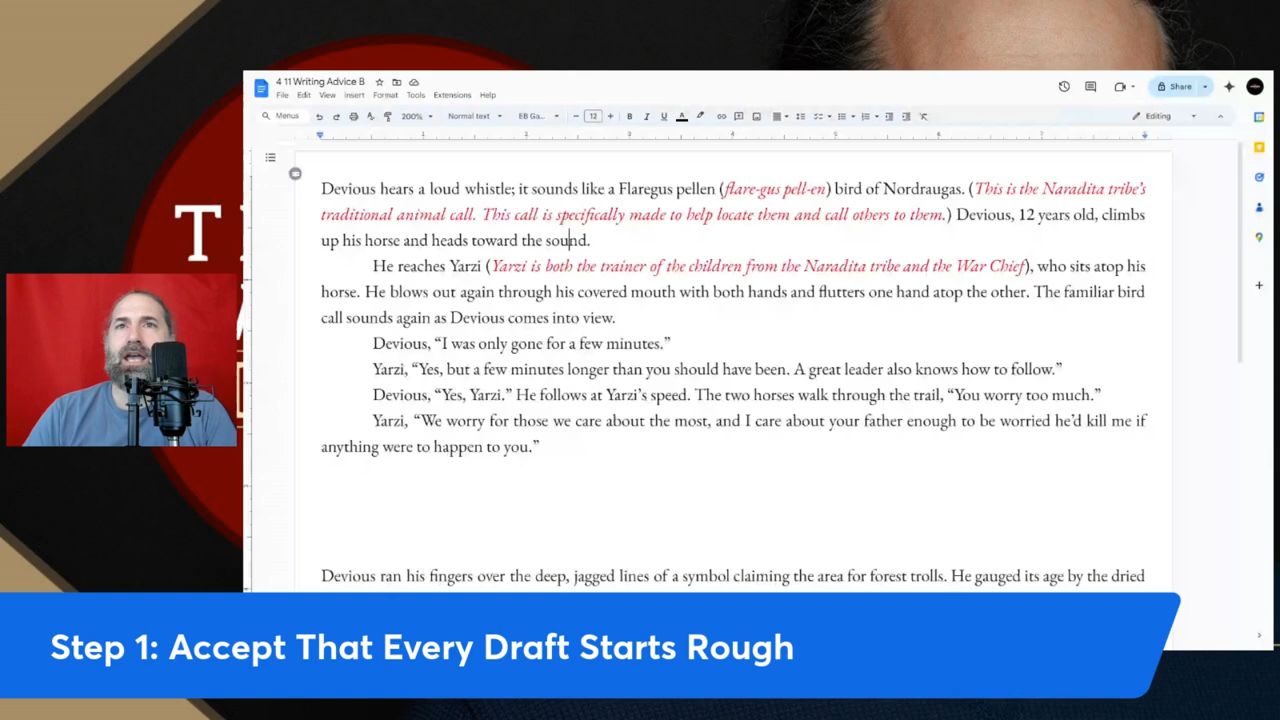 4 11 Writing Advice B
File Edit View Insert Format Tools Extensions Help
Share
Menus
200%
Normal text
EB Ga...
12
Editing
1 2 3 4 5 6 7
Devious hears a loud whistle; it sounds like a Flaregus pellen (flare-gus pell-en) bird of Nordraugas. (This is the Naradita tribe’s
traditional animal call. This call is specifically made to help locate them and call others to them.) Devious, 12 years old, climbs
up his horse and heads toward the sound.
He reaches Yarzi (Yarzi is both the trainer of the children from the Naradita tribe and the War Chief), who sits atop his
horse. He blows out again through his covered mouth with both hands and flutters one hand atop the other. The familiar bird
call sounds again as Devious comes into view.
Devious, “I was only gone for a few minutes.”
Yarzi, “Yes, but a few minutes longer than you should have been. A great leader also knows how to follow.”
Devious, “Yes, Yarzi.” He follows at Yarzi’s speed. The two horses walk through the trail, “You worry too much.”
Yarzi, “We worry for those we care about the most, and I care about your father enough to be worried he’d kill me if
anything were to happen to you.”
Devious ran his fingers over the deep, jagged lines of a symbol claiming the area for forest trolls. He gauged its age by the dried
Step 1: Accept That Every Draft Starts Rough